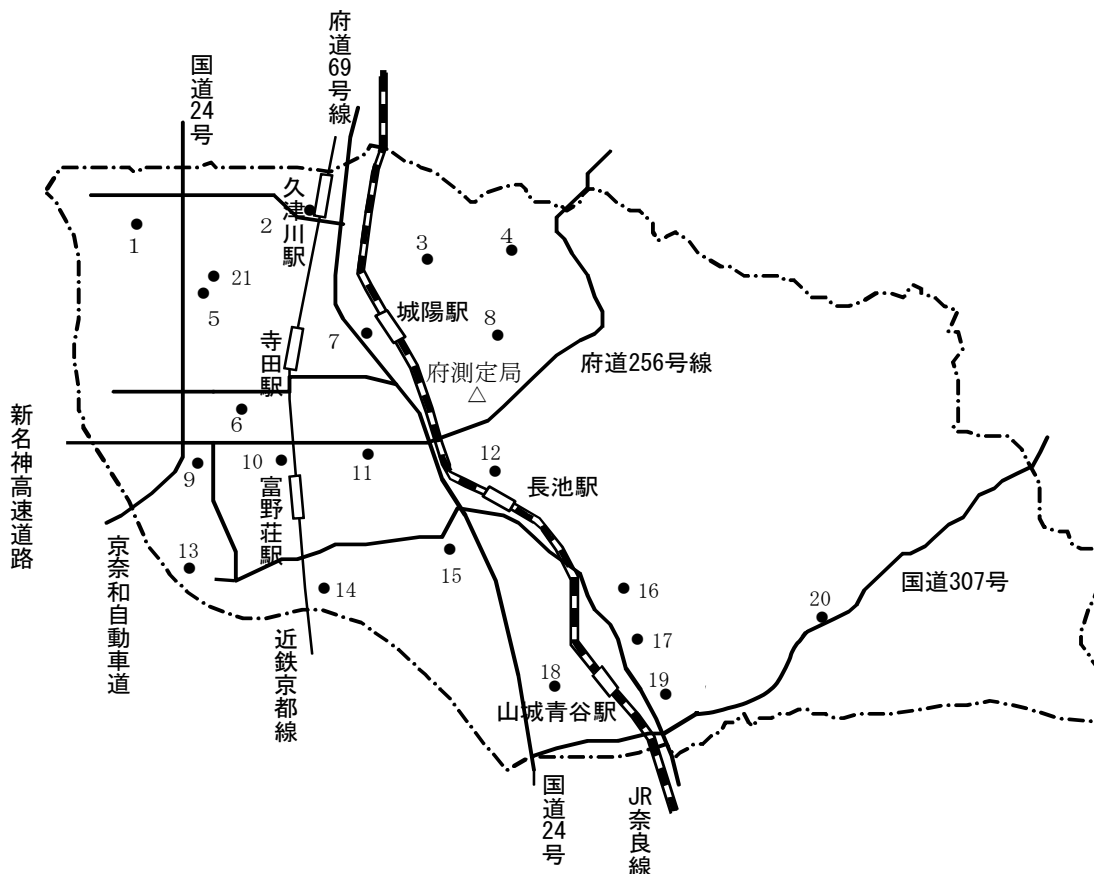 府道69号線
国道24号
久津川駅
1
2
3
4
21
5
城陽駅
7
8
寺田駅
府道256号線
府測定局
△
6
新名神高速道路
9
10
11
12
長池駅
富野荘駅
京奈和自動車道
13
14
15
16
国道307号
20
17
近鉄京都線
18
19
山城青谷駅
国道24号
JR奈良線